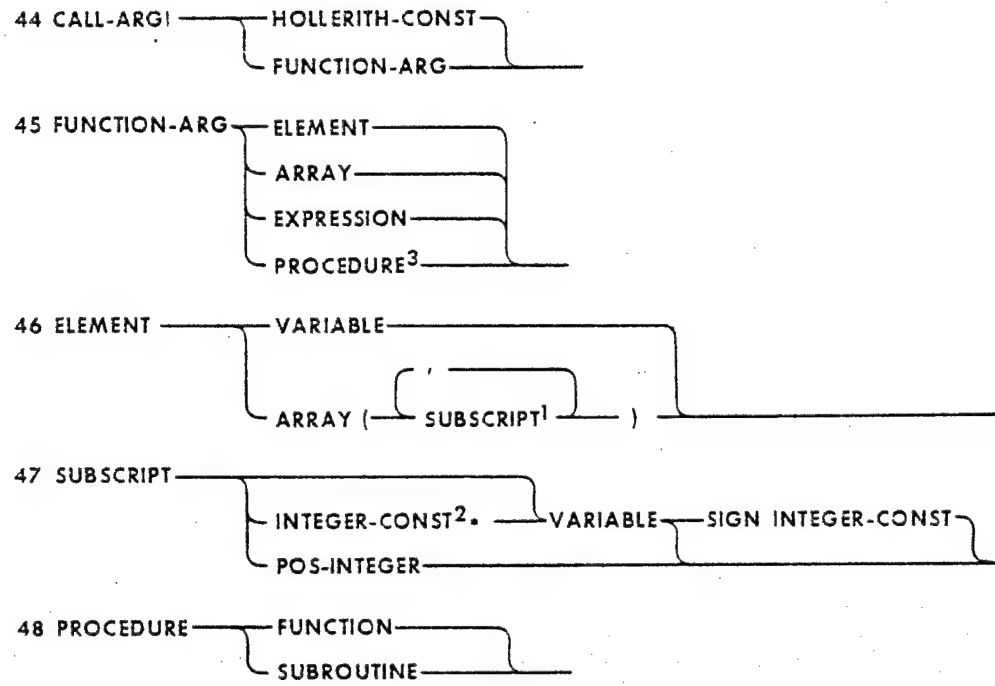 44 CALL-ARG HOLLERITH-CONST
FUNCTION-ARG
45 FUNCTION-ARG ELEMENT
ARRAY
EXPRESSION
PROCEDURE3
46 ELEMENT VARIABLE
,
ARRAY ( SUBSCRIPT1 )
47 SUBSCRIPT
INTEGER-CONST2* VARIABLE SIGN INTEGER-CONST
POS-INTEGER
48 PROCEDURE FUNCTION
SUBROUTINE